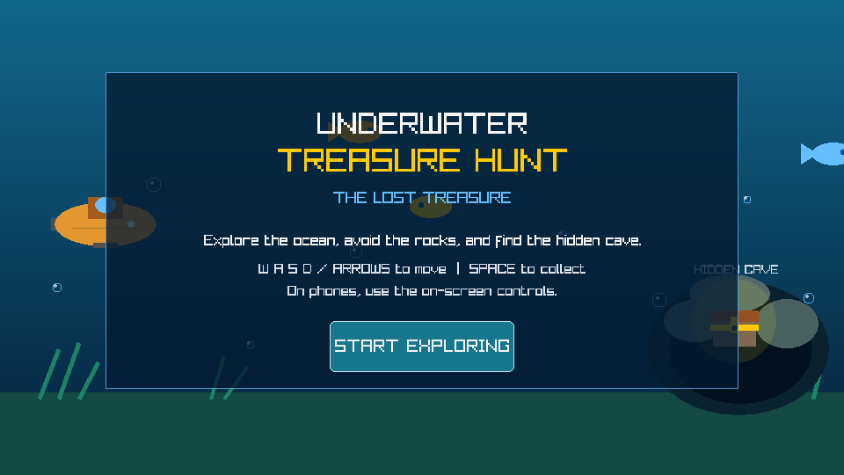 UNDERWATER
TREASURE HUNT
THE LOST TREASURE
Explore the ocean, avoid the rocks, and find the hidden cave.
W A S D / ARROWS to move | SPACE to collect
On phones, use the on-screen controls.
HIDDEN CAVE
START EXPLORING